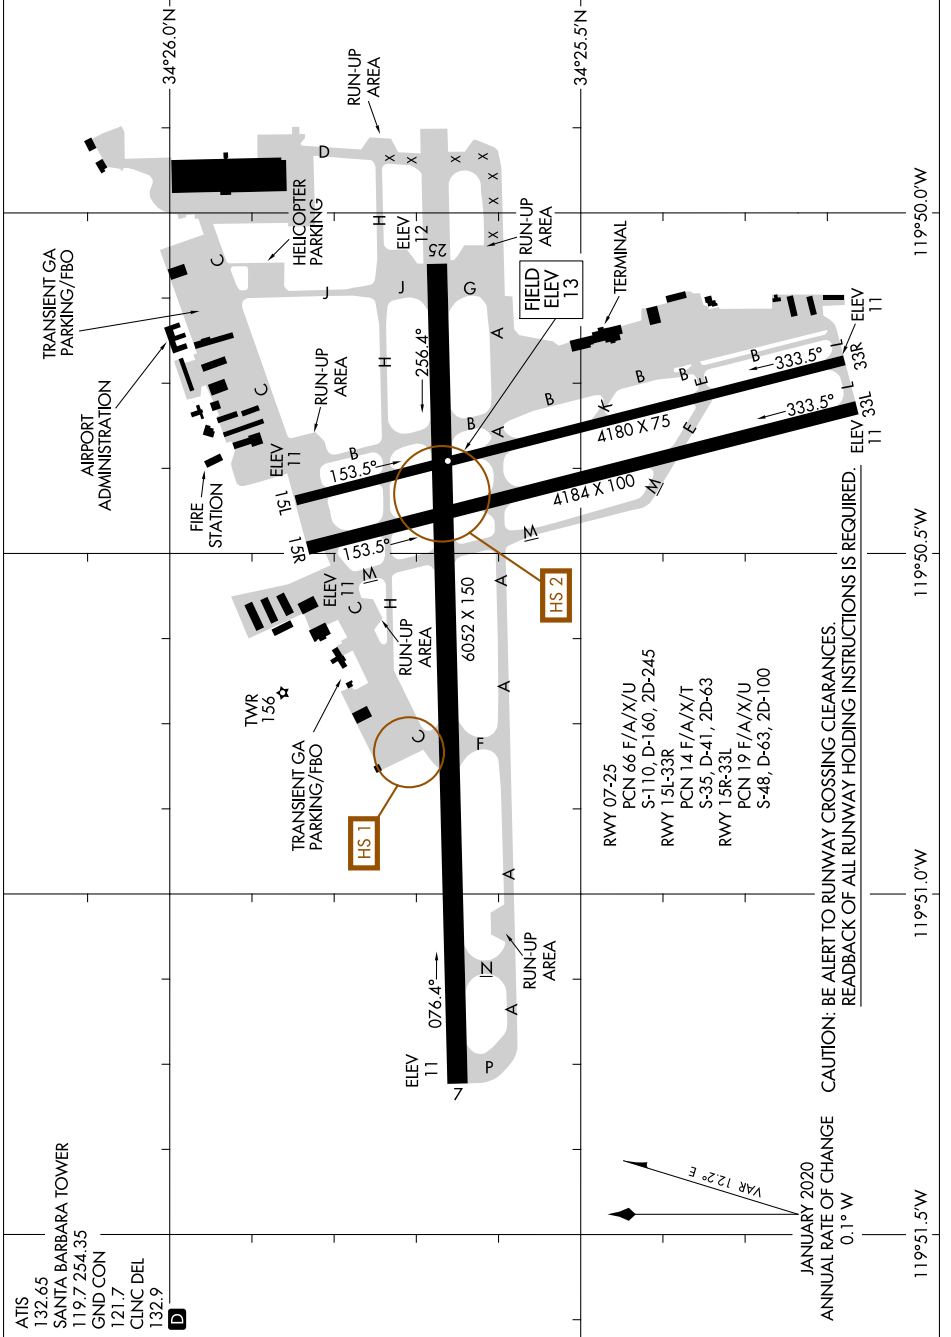 ATIS
132.65
SANTA BARBARA TOWER
119.7 254.35
GND CON
121.7
CLNC DEL
132.9
D
34°26.0'N
34°25.5'N
119°50.0'W
119°50.5'W
119°51.0'W
119°51.5'W
RUN-UP
AREA
D
X
X
X
X
X
X
X
HELICOPTER
PARKING
C
H
ELEV
12
25
RUN-UP
AREA
TRANSIENT GA
PARKING/FBO
AIRPORT
ADMINISTRATION
FIRE
STATION
J
J
G
FIELD
ELEV
13
TERMINAL
RUN-UP
AREA
C
H
256.4°
A
A
B
B
B
B
B
B
K
E
E
L
L
ELEV
11
33R
333.5°
333.5°
ELEV
11
33L
4180 X 75
4184 X 100
ELEV
11
15L
153.5°
15R
153.5°
ELEV
11
M
M
M
HS 2
C
H
RUN-UP
AREA
6052 X 150
A
A
TWR
156
TRANSIENT GA
PARKING/FBO
C
F
HS 1
A
RUN-UP
AREA
N
A
076.4°
ELEV
11
7
P
RWY 07-25
PCN 66 F/A/X/U
S-110, D-160, 2D-245
RWY 15L-33R
PCN 14 F/A/X/T
S-35, D-41, 2D-63
RWY 15R-33L
PCN 19 F/A/X/U
S-48, D-63, 2D-100
CAUTION: BE ALERT TO RUNWAY CROSSING CLEARANCES.
READBACK OF ALL RUNWAY HOLDING INSTRUCTIONS IS REQUIRED.
VAR 12.2° E
JANUARY 2020
ANNUAL RATE OF CHANGE
0.1° W